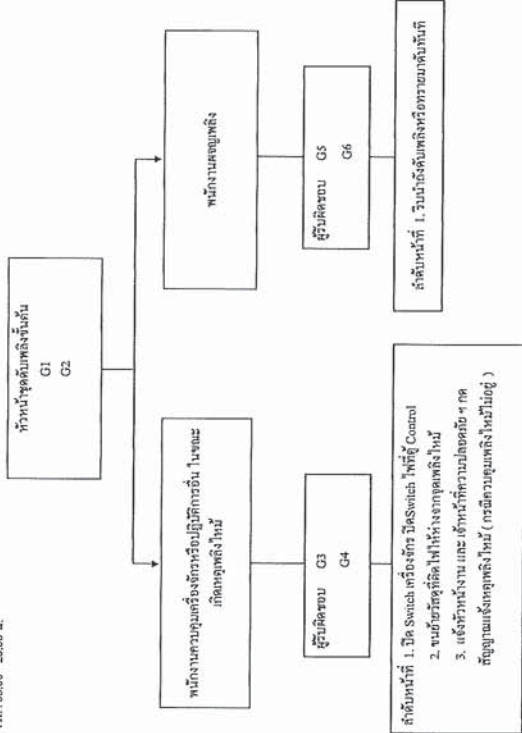 เวลา 08.00 - 20.00 น.
หัวหน้าชุดดับเพลิงขั้นต้น
G1
G2
พนักงานควบคุมเครื่องจักรหรือปฏิบัติการอื่น ในขณะ
เกิดเหตุเพลิงไหม้
พนักงานผจญเพลิง
ผู้รับผิดชอบ G3
G4
ผู้รับผิดชอบ G5
G6
ลำดับหน้าที่ 1. ปิด Switch เครื่องจักร ปิดSwitch ไฟที่ตู้ Control
2. ขนย้ายวัสดุที่ติดไฟให้ห่างจากจุดเพลิงไหม้
3. แจ้งหัวหน้างาน และ เจ้าหน้าที่ความปลอดภัย ฯ กด
สัญญาณแจ้งเหตุเพลิงไหม้ ( กรณีควบคุมเพลิงไหม้ไม่อยู่ )
ลำดับหน้าที่ 1. รีบนำถังดับเพลิงหรือทรายมาดับทันที